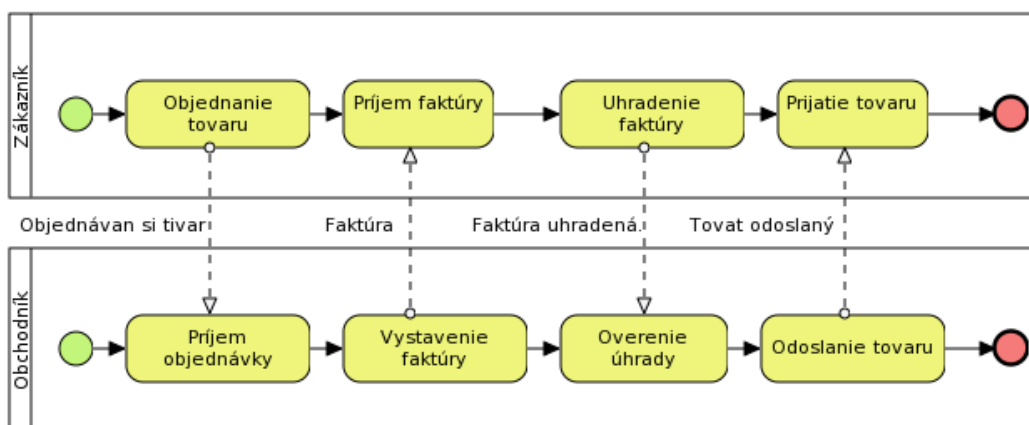 Zákazník
Objednanie
tovaru
Príjem faktúry
Uhradenie
faktúry
Prijatie tovaru
Objednávan si tivar
Faktúra
Faktúra uhradená.
Tovat odoslaný
Obchodník
Príjem
objednávky
Vystavenie
faktúry
Overenie
úhrady
Odoslanie tovaru